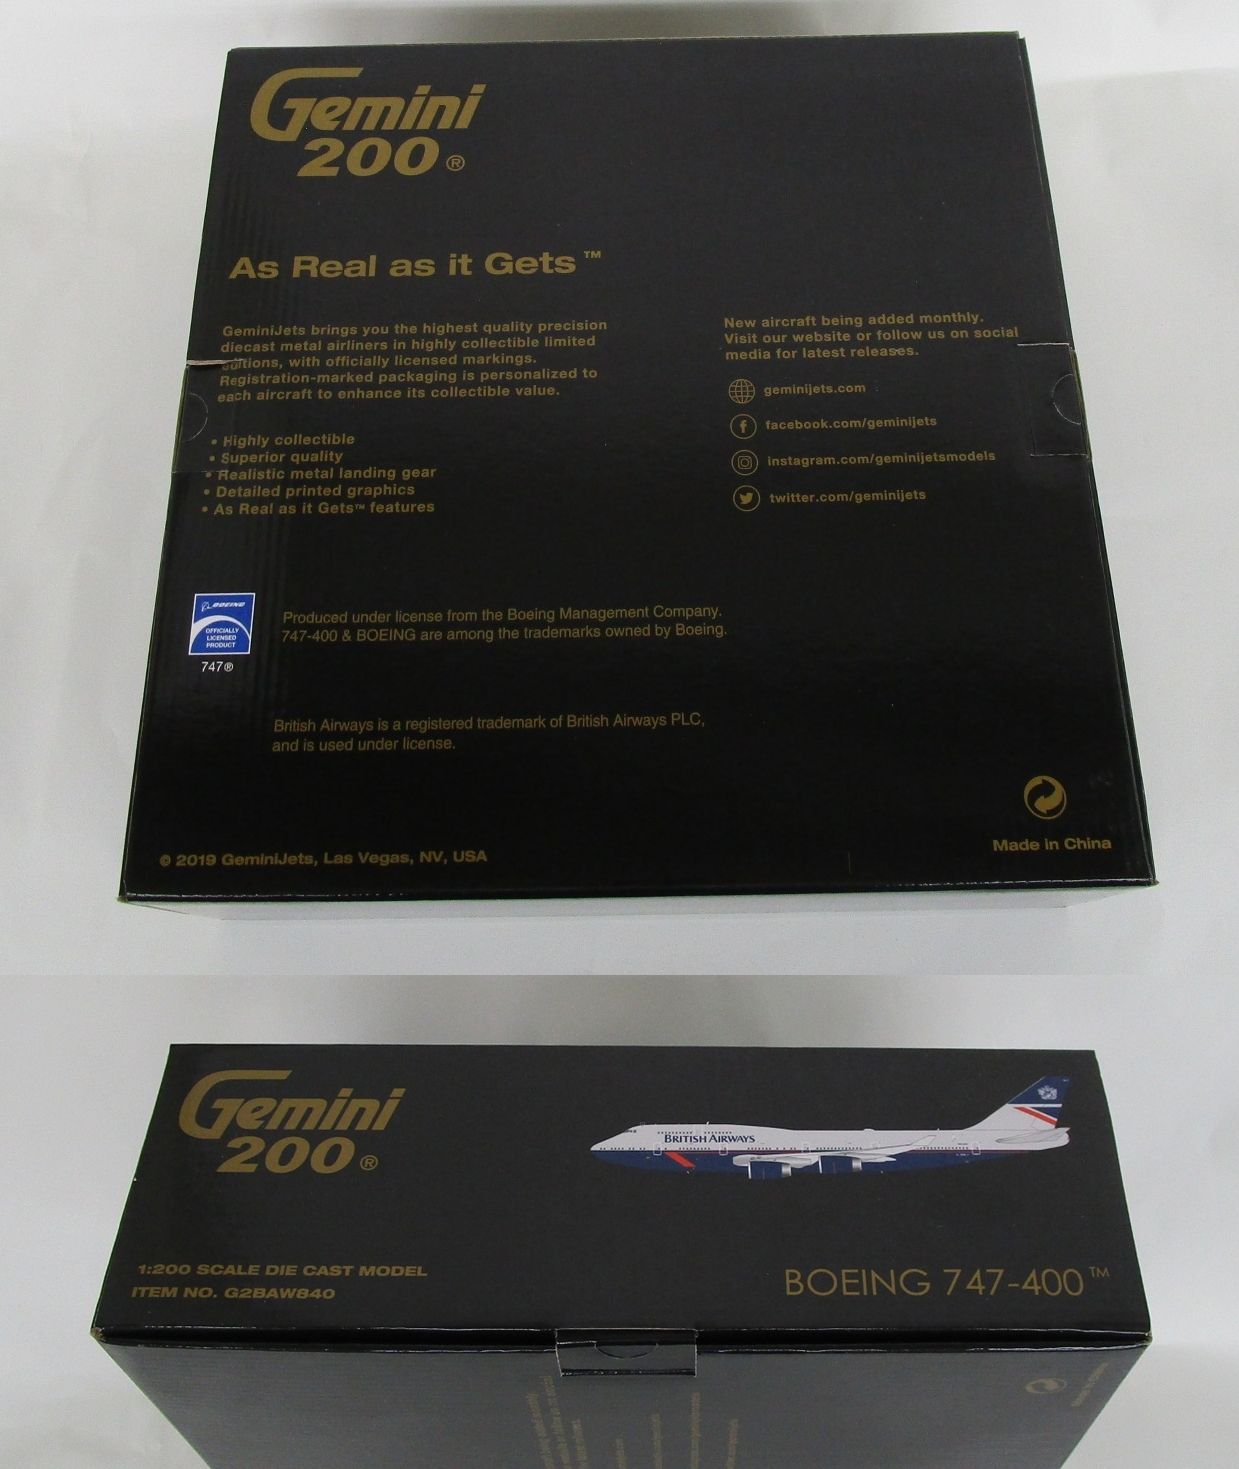 Gemini
200®
As Real as it Gets™
GeminiJets brings you the highest quality precision
diecast metal airliners in highly collectible limited
editions, with officially licensed markings.
Registration-marked packaging is personalized to
each aircraft to enhance its collectible value.
• Highly collectible
• Superior quality
• Realistic metal landing gear
• Detailed printed graphics
• As Real as it Gets™ features
New aircraft being added monthly.
Visit our website or follow us on social
media for latest releases.
geminijets.com
facebook.com/geminijets
instagram.com/geminijetsmodels
twitter.com/geminijets
BOEING
OFFICIALLY
LICENSED
PRODUCT
747®
Produced under license from the Boeing Management Company.
747-400 & BOEING are among the trademarks owned by Boeing.
British Airways is a registered trademark of British Airways PLC,
and is used under license.
© 2019 GeminiJets, Las Vegas, NV, USA
Made in China
Gemini
200®
BRITISH AIRWAYS
1:200 SCALE DIE CAST MODEL
ITEM NO. G2BAW840
BOEING 747-400™